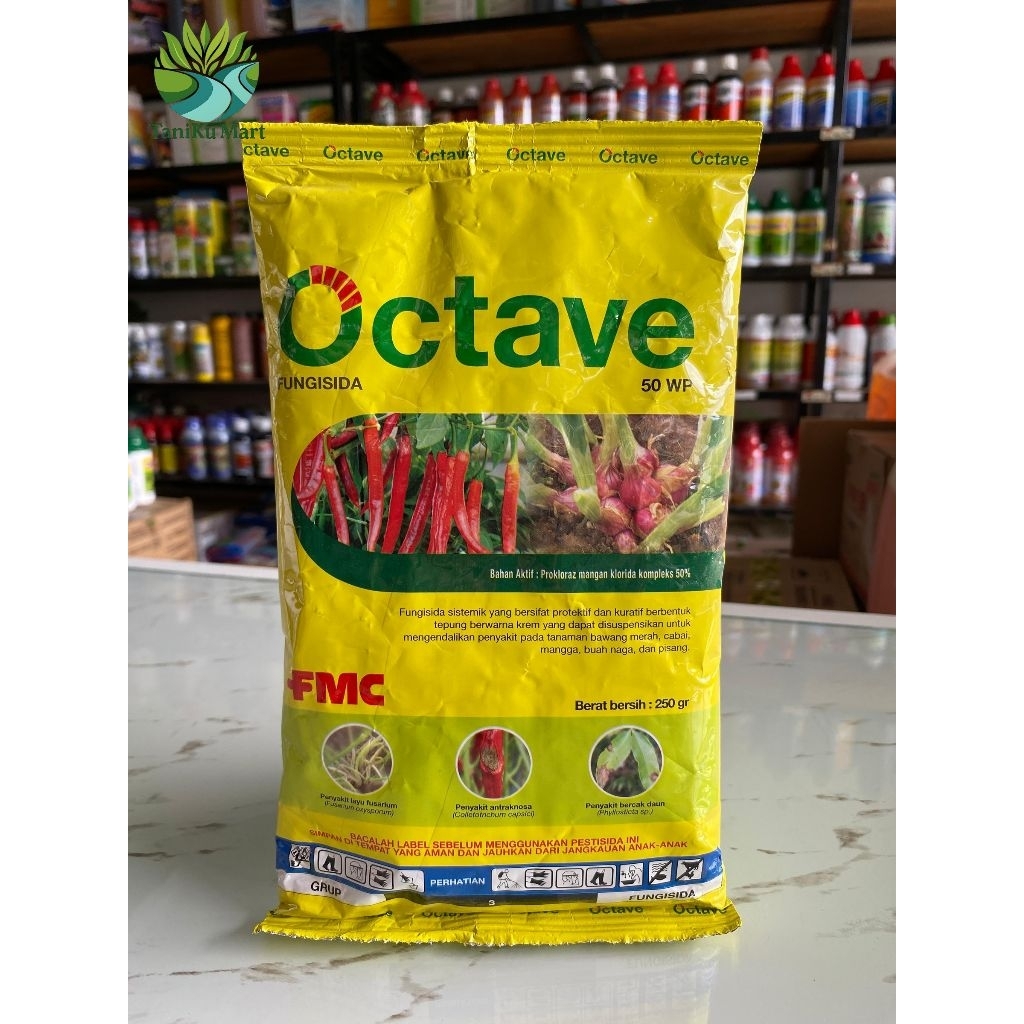 TaniKu Mart
ctave Octave Octave Octave Octave Octave
Octave
FUNGISIDA 50 WP
Bahan Aktif : Prokloraz mangan klorida kompleks 50%
Fungisida sistemik yang bersifat protektif dan kuratif berbentuk
tepung berwarna krem yang dapat disuspensikan untuk
mengendalikan penyakit pada tanaman bawang merah, cabai,
mangga, buah naga, dan pisang.
FMC
Berat bersih : 250 gr
Penyakit layu fusarium
(Fusarium oxysporum)
Penyakit antraknosa
(Colletotrichum capsici)
Penyakit bercak daun
(Phyllosticta sp.)
BACALAH LABEL SEBELUM MENGGUNAKAN PESTISIDA INI
SIMPAN DI TEMPAT YANG AMAN DAN JAUHKAN DARI JANGKAUAN ANAK-ANAK
PERHATIAN
GRUP 3 FUNGISIDA
Octave Octave Octave Octave